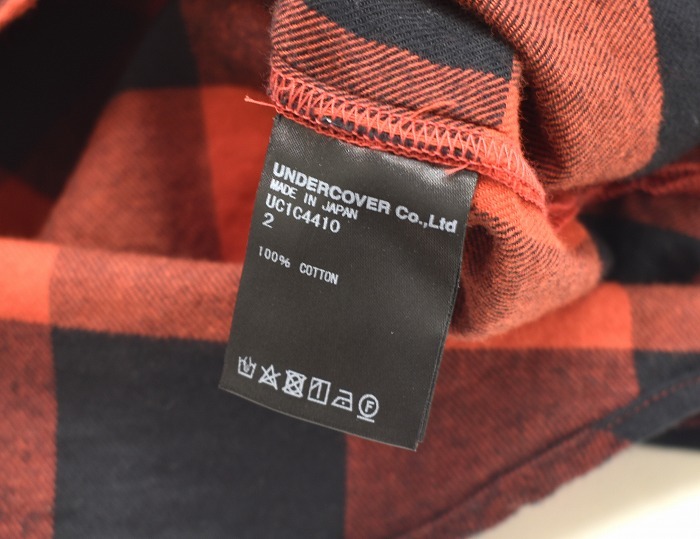 UNDERCOVER Co.,Ltd
MADE IN JAPAN
UC1C4410
2
100% COTTON
F